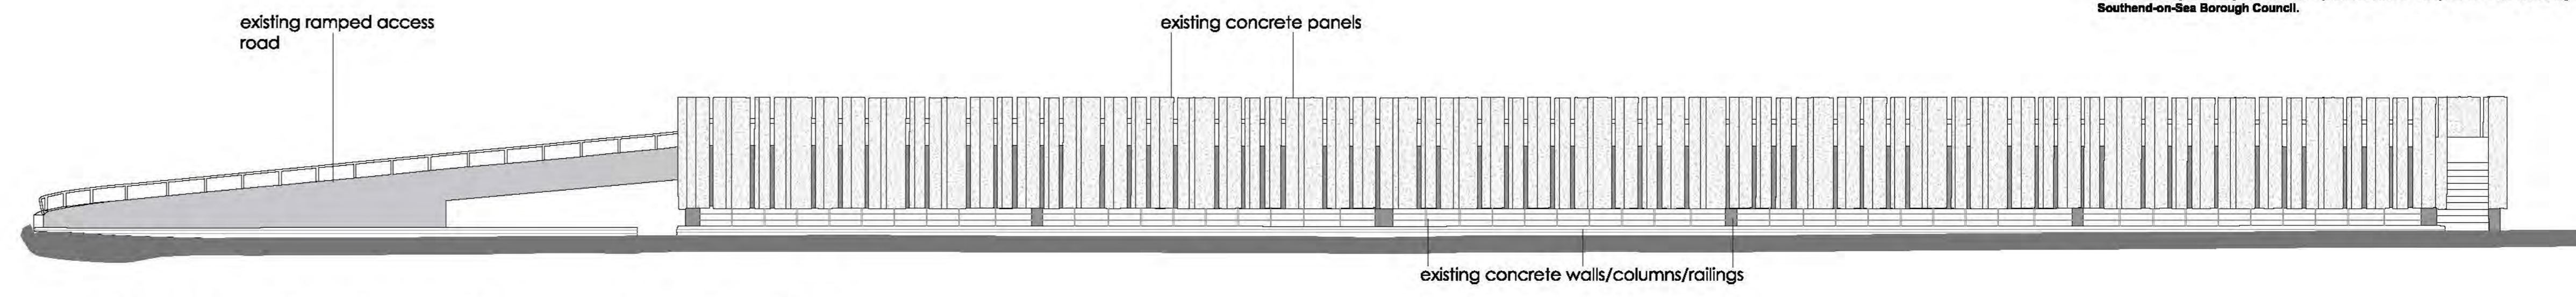 Southend-on-Sea Borough Council.
existing ramped access
road
existing concrete panels
existing concrete walls/columns/railings